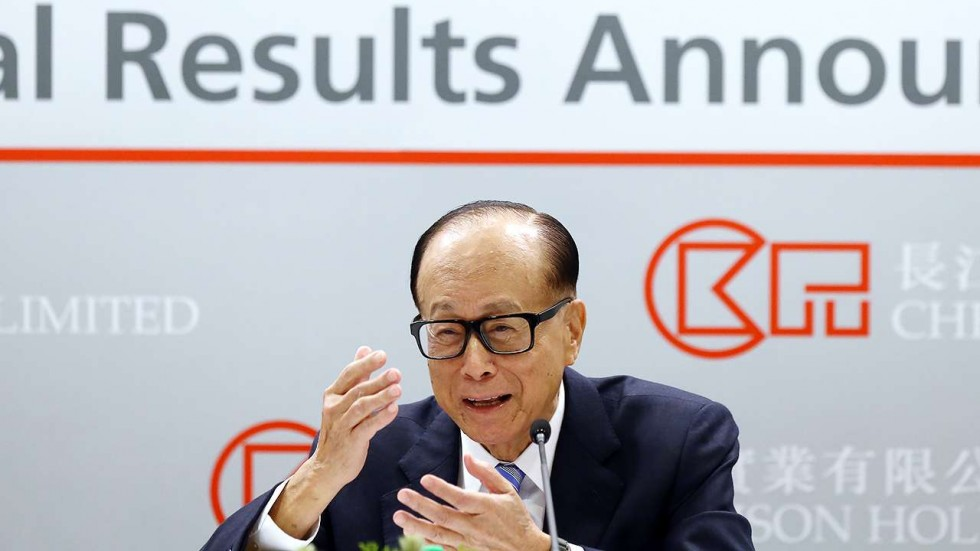 al Results Annou
LIMITED
長江
CH
實業有限公
SON HOL